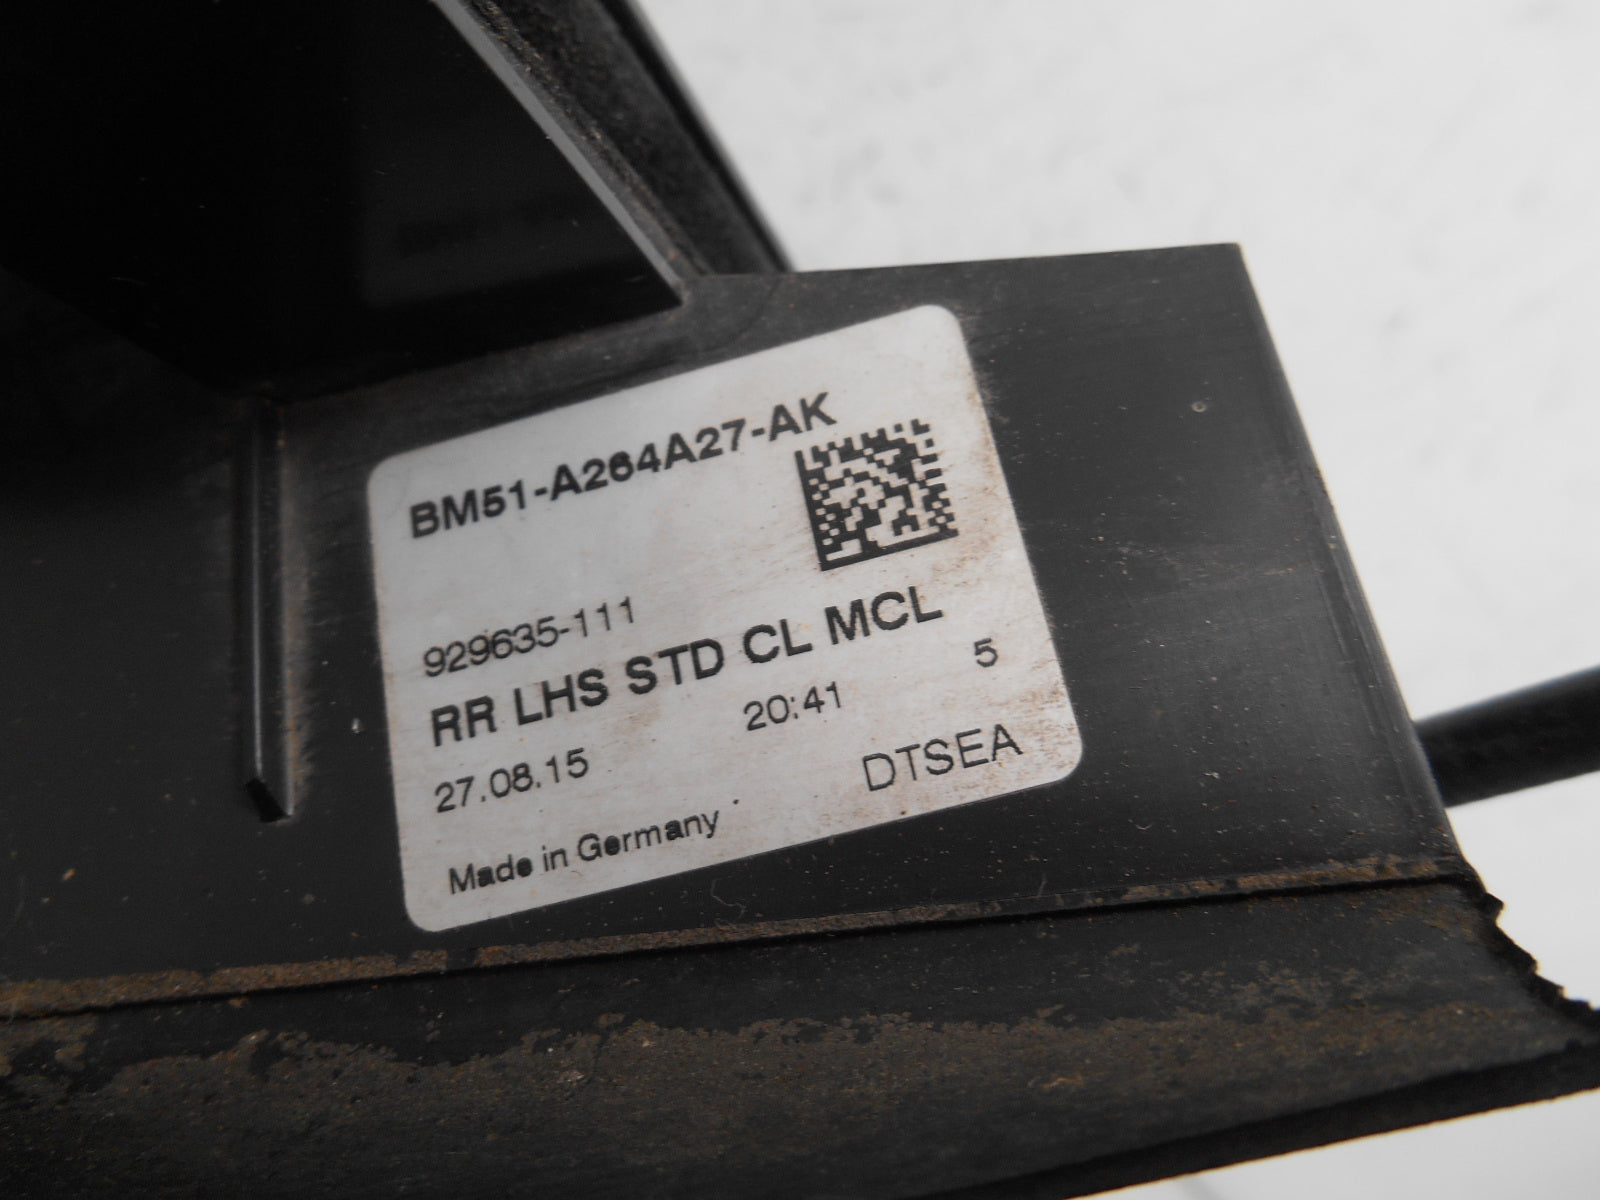 BM51-A264A27-AK
929635-111
RR LHS STD CL MCL
27.08.15 20:41 5
Made in Germany DTSEA